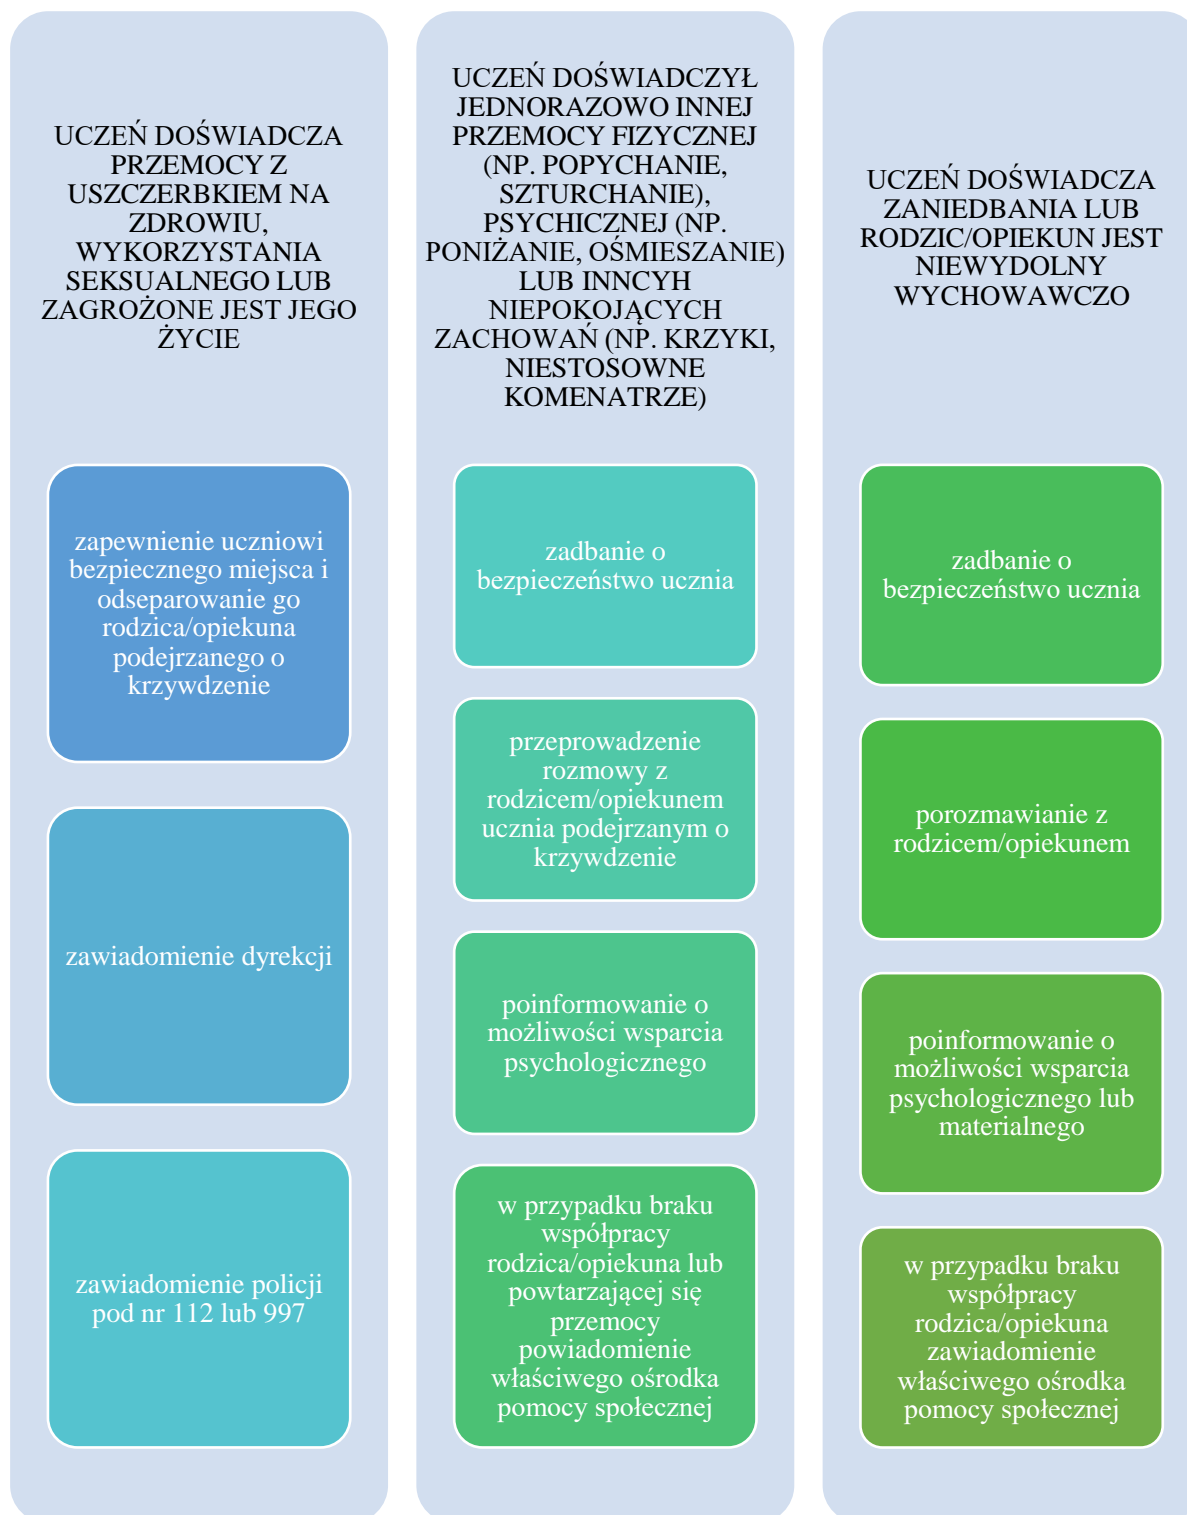 UCZEŃ DOŚWIADCZA
PRZEMOCY Z
USZCZERBKIEM NA
ZDROWIU,
WYKORZYSTANIA
SEKSUALNEGO LUB
ZAGROŻONE JEST JEGO
ŻYCIE
zapewnienie uczniowi
bezpiecznego miejsca i
odseparowanie go
rodzica/opiekuna
podejrzanego o
krzywdzenie
zawiadomienie dyrekcji
zawiadomienie policji
pod nr 112 lub 997
UCZEŃ DOŚWIADCZYŁ
JEDNORAZOWO INNEJ
PRZEMOCY FIZYCZNEJ
(NP. POPYCHANIE,
SZTURCHANIE),
PSYCHICZNEJ (NP.
PONIŻANIE, OŚMIESZANIE)
LUB INNCYH
NIEPOKOJĄCYCH
ZACHOWAŃ (NP. KRZYKI,
NIESTOSOWNE
KOMENATRZE)
zadbanie o
bezpieczeństwo ucznia
przeprowadzenie
rozmowy z
rodzicem/opiekunem
ucznia podejrzanym o
krzywdzenie
poinformowanie o
możliwości wsparcia
psychologicznego
w przypadku braku
współpracy
rodzica/opiekuna lub
powtarzającej się
przemocy
powiadomienie
właściwego ośrodka
pomocy społecznej
UCZEŃ DOŚWIADCZA
ZANIEDBANIA LUB
RODZIC/OPIEKUN JEST
NIEWYDOLNY
WYCHOWAWCZO
zadbanie o
bezpieczeństwo ucznia
porozmawianie z
rodzicem/opiekunem
poinformowanie o
możliwości wsparcia
psychologicznego lub
materialnego
w przypadku braku
współpracy
rodzica/opiekuna
zawiadomienie
właściwego ośrodka
pomocy społecznej